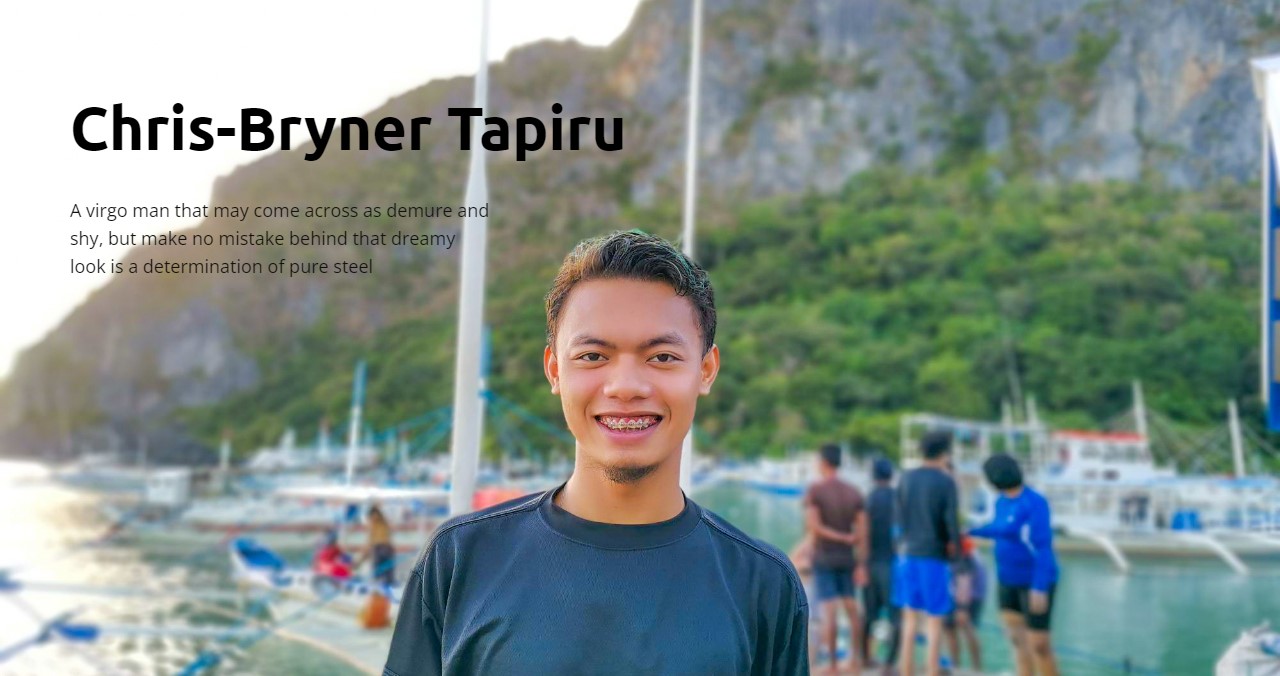 Chris-Bryner Tapiru
A virgo man that may come across as demure and
shy, but make no mistake behind that dreamy
look is a determination of pure steel